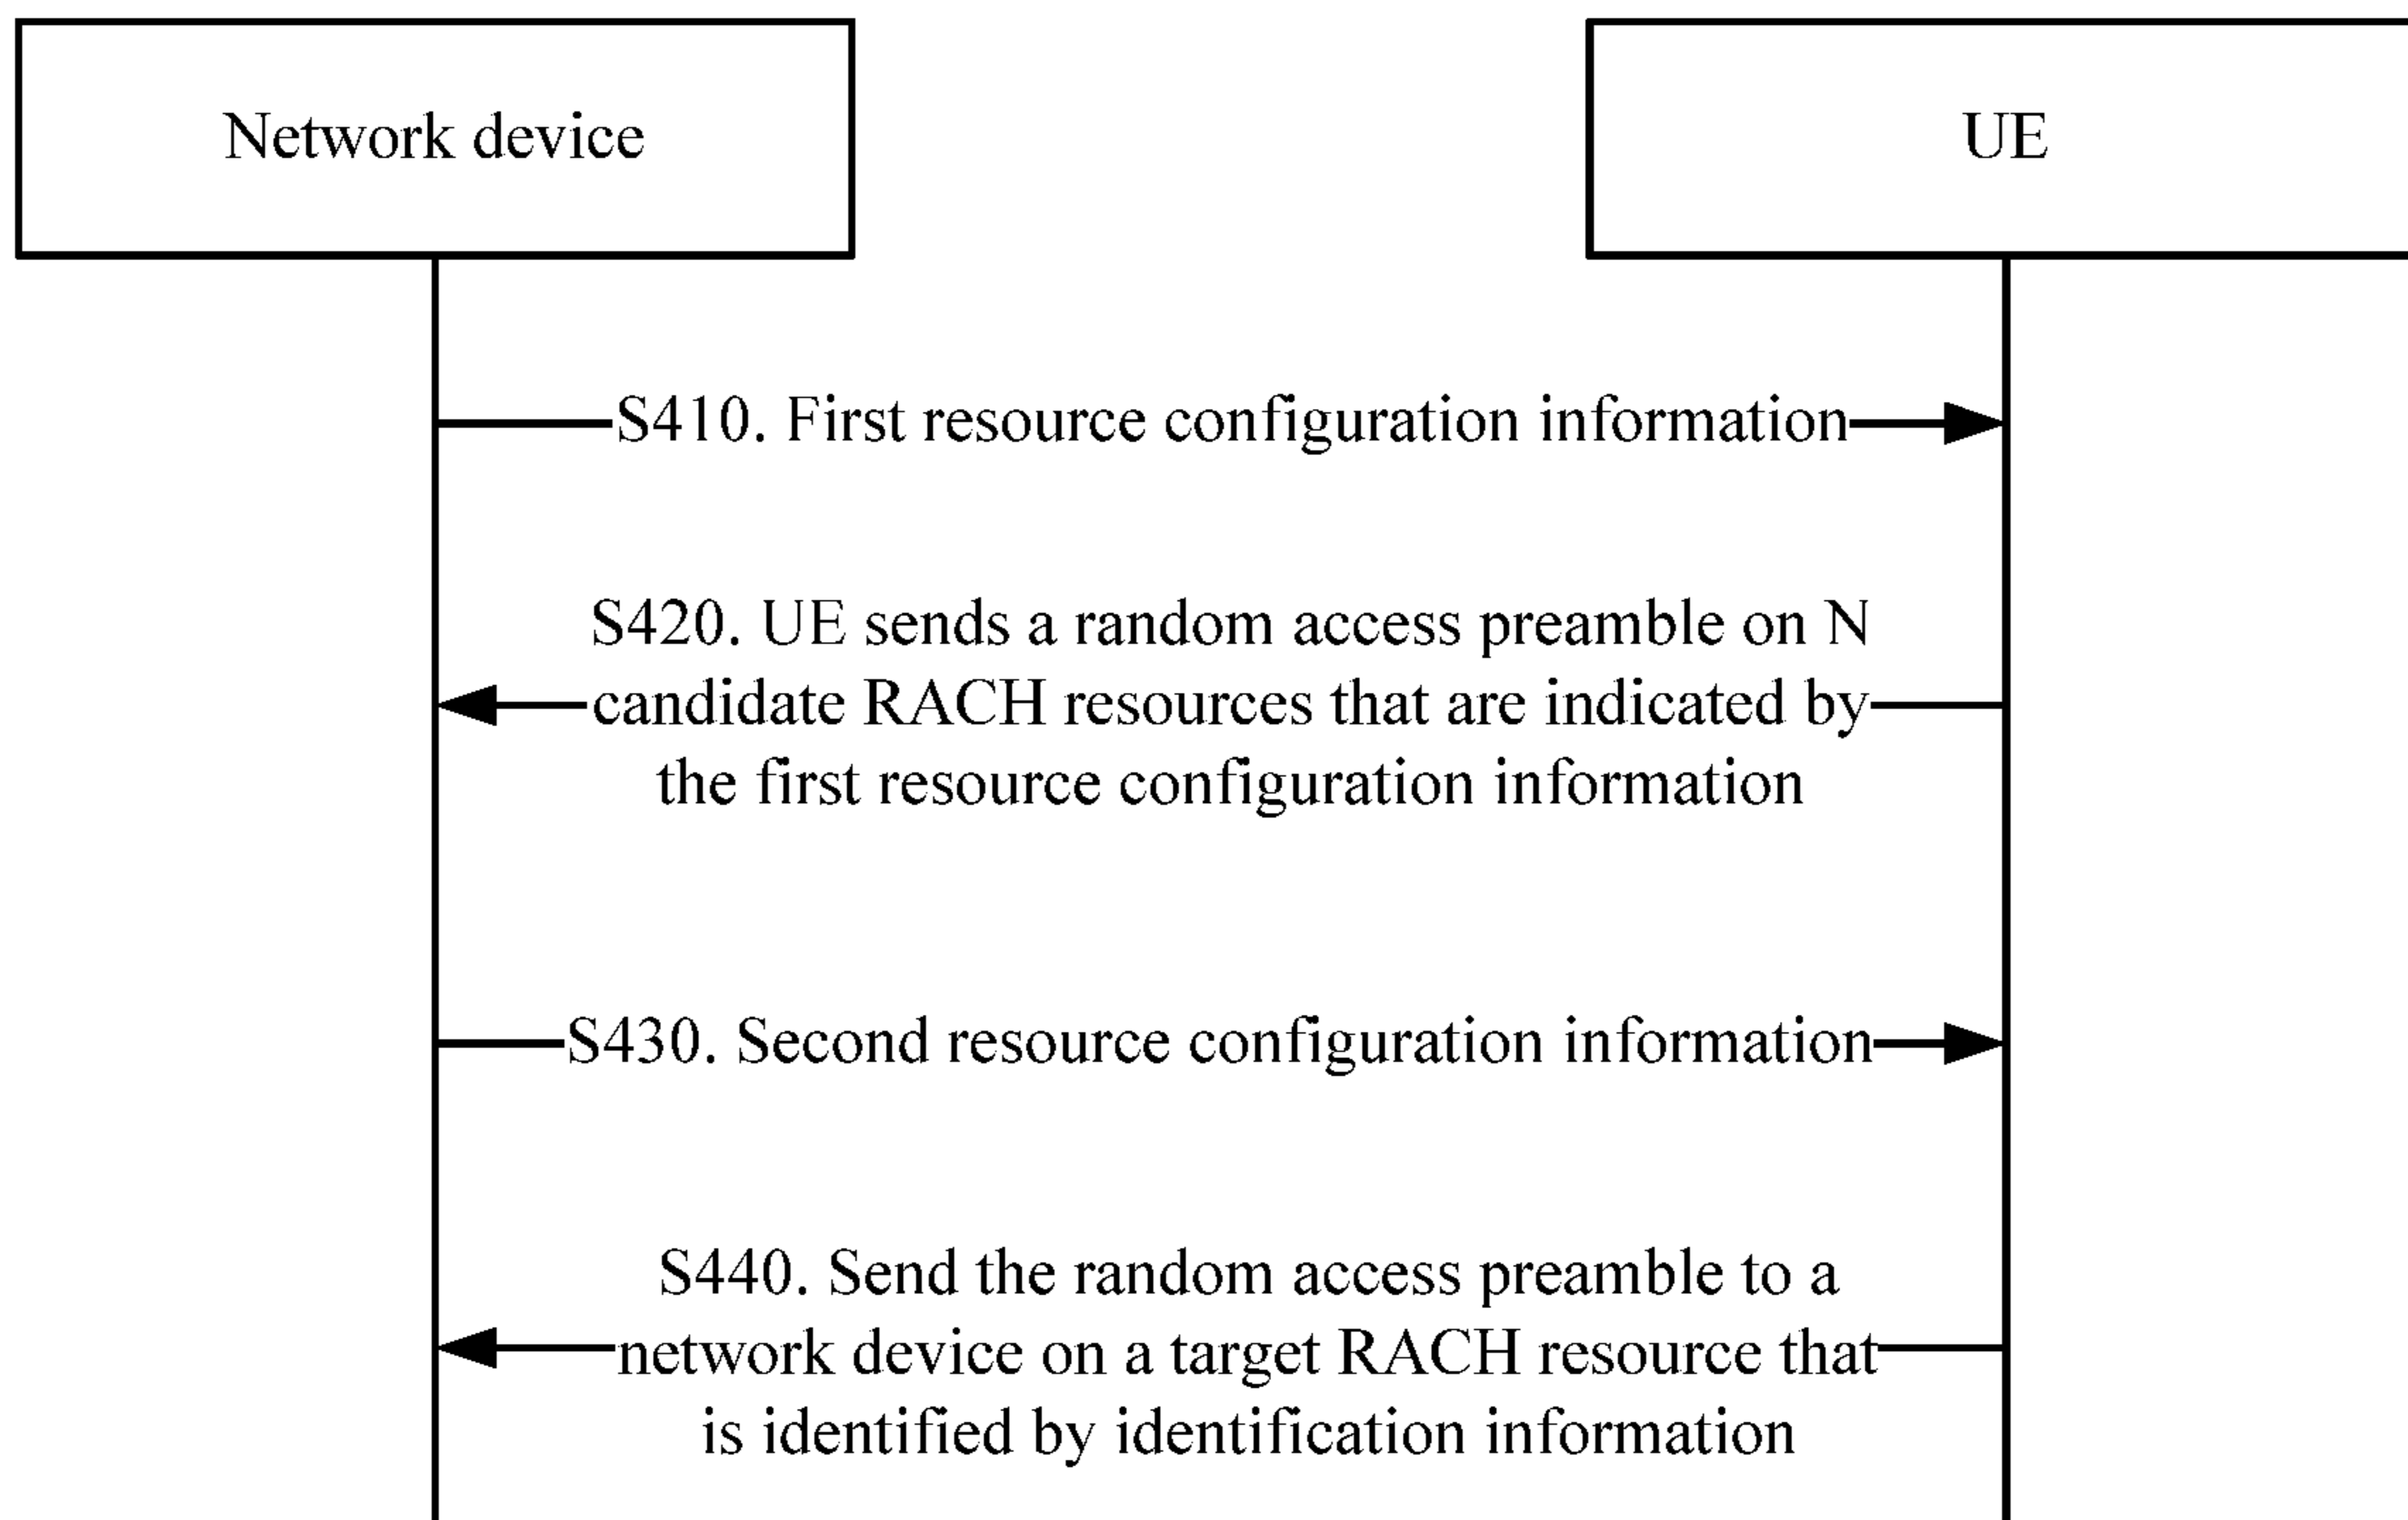 Network device
UE
S410. First resource configuration information
S420. UE sends a random access preamble on N
candidate RACH resources that are indicated by
the first resource configuration information
S430. Second resource configuration information
S440. Send the random access preamble to a
network device on a target RACH resource that
is identified by identification information